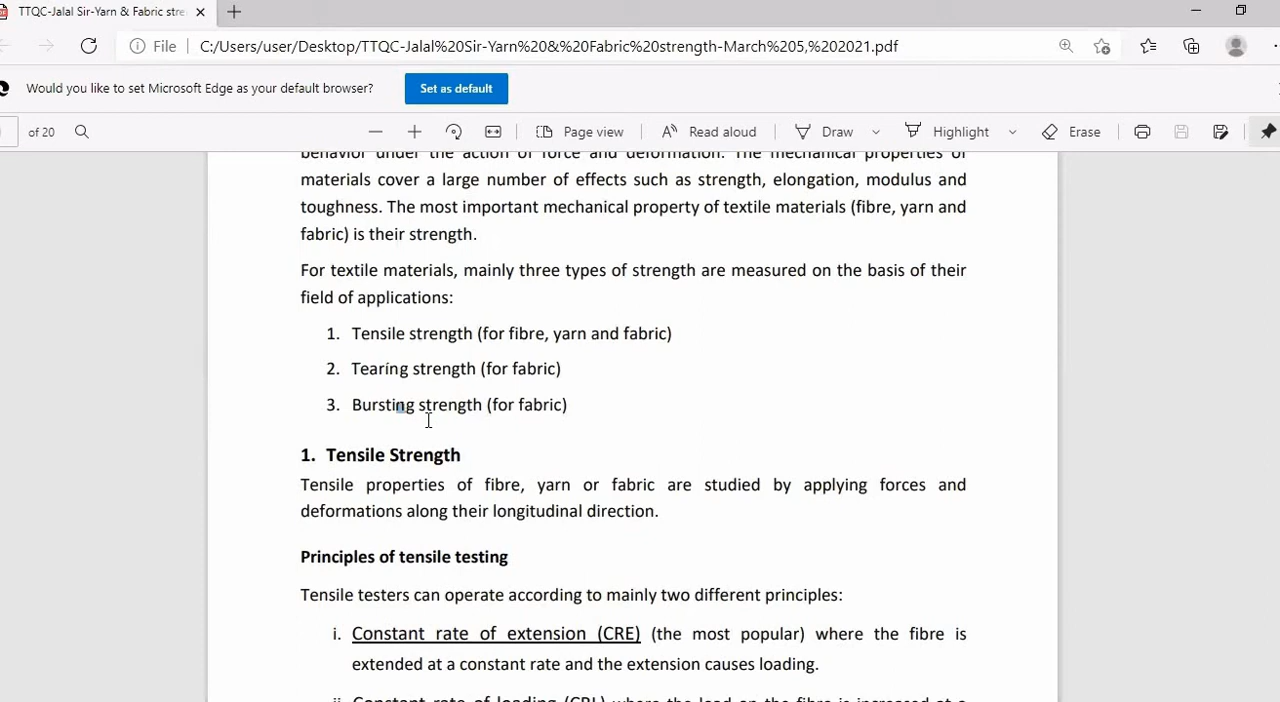 TTQC-Jalal Sir-Yarn & Fabric stre
File C:/Users/user/Desktop/TTQC-Jalal%20Sir-Yarn%20&%20Fabric%20strength-March%205,%202021.pdf
Would you like to set Microsoft Edge as your default browser? Set as default
of 20 Page view Read aloud Draw Highlight Erase
behavior under the action of force and deformation. The mechanical properties of
materials cover a large number of effects such as strength, elongation, modulus and
toughness. The most important mechanical property of textile materials (fibre, yarn and
fabric) is their strength.
For textile materials, mainly three types of strength are measured on the basis of their
field of applications:
1. Tensile strength (for fibre, yarn and fabric)
2. Tearing strength (for fabric)
3. Bursting strength (for fabric)
1. Tensile Strength
Tensile properties of fibre, yarn or fabric are studied by applying forces and
deformations along their longitudinal direction.
Principles of tensile testing
Tensile testers can operate according to mainly two different principles:
i. Constant rate of extension (CRE) (the most popular) where the fibre is
extended at a constant rate and the extension causes loading.
ii. Constant rate of loading (CRL) where the load on the fibre is increased at a